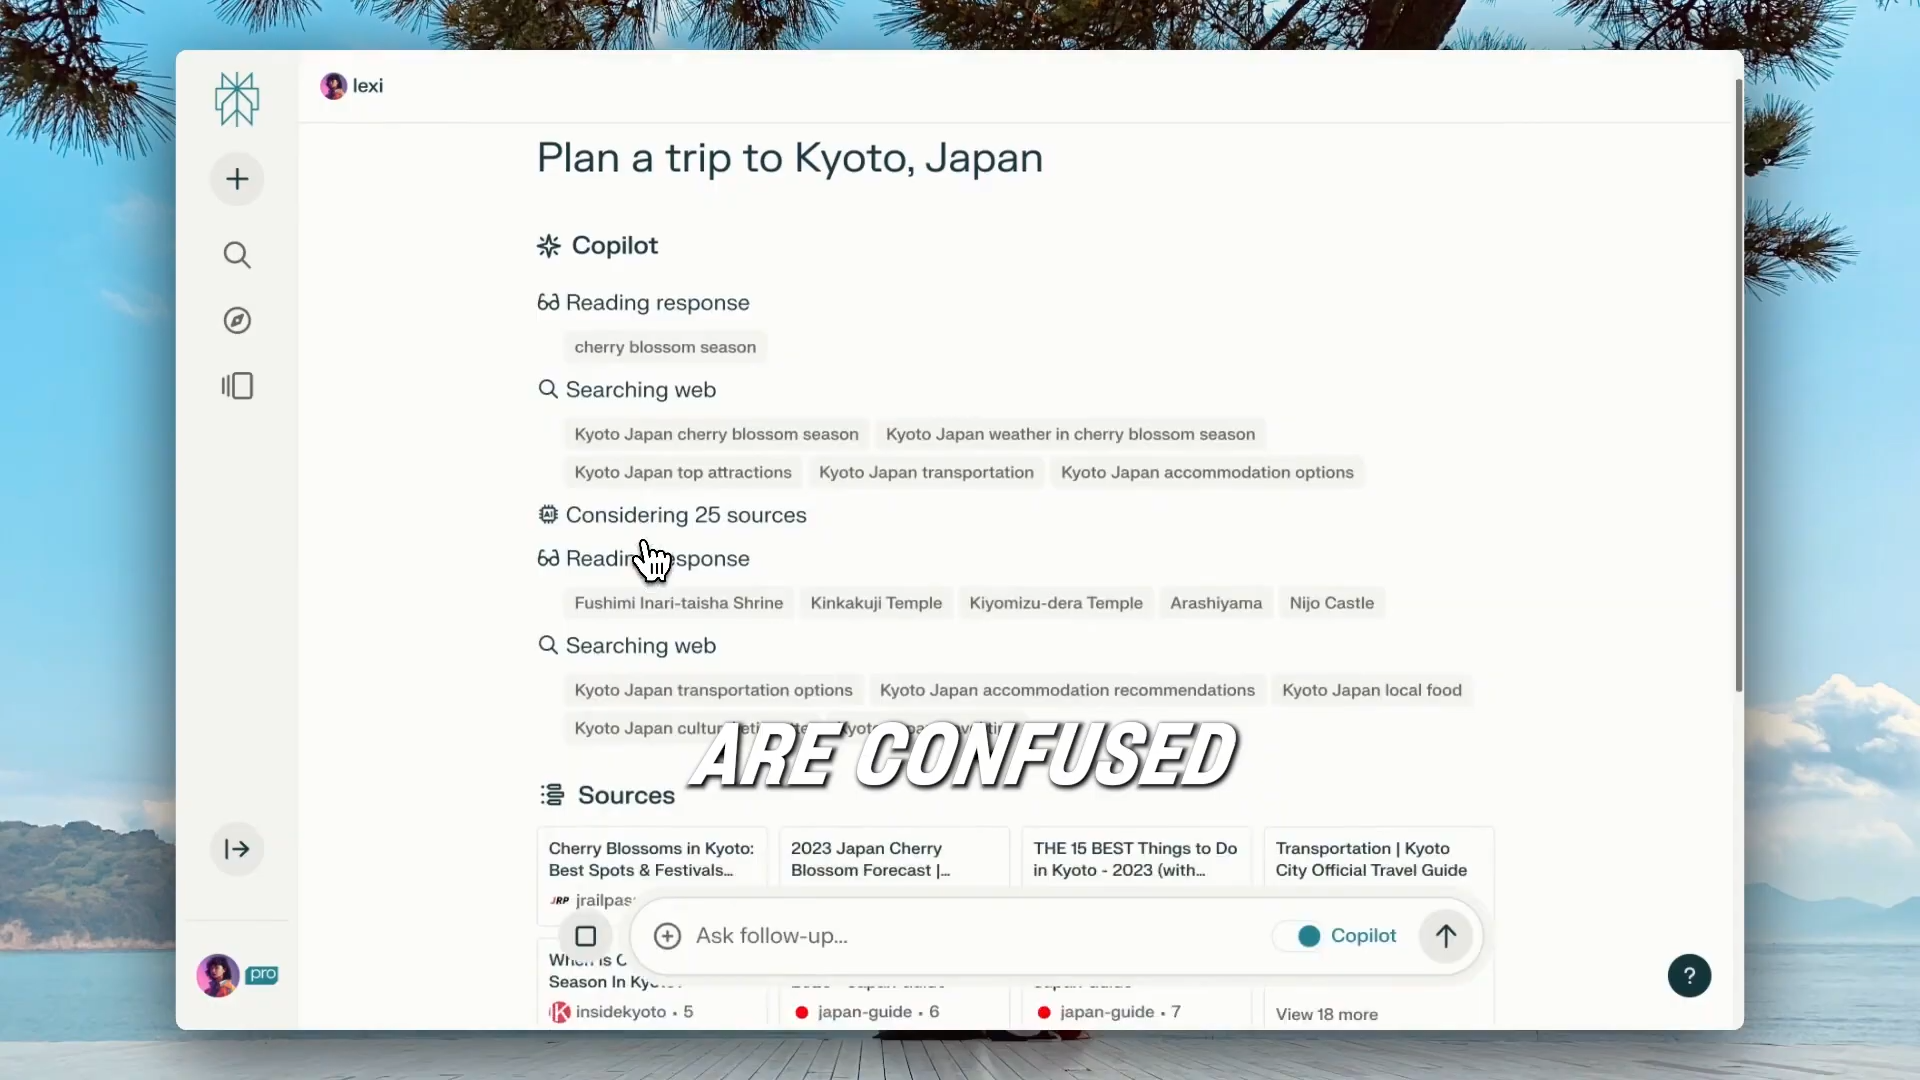 lexi
Plan a trip to Kyoto, Japan
Copilot
Reading response
cherry blossom season
Searching web
Kyoto Japan cherry blossom season Kyoto Japan weather in cherry blossom season
Kyoto Japan top attractions Kyoto Japan transportation Kyoto Japan accommodation options
Considering 25 sources
Reading response
Fushimi Inari-taisha Shrine Kinkakuji Temple Kiyomizu-dera Temple Arashiyama Nijo Castle
Searching web
Kyoto Japan transportation options Kyoto Japan accommodation recommendations Kyoto Japan local food
Kyoto Japan
ARE CONFUSED
Sources
Cherry Blossoms in Kyoto: 2023 Japan Cherry THE 15 BEST Things to Do Transportation | Kyoto
Best Spots & Festivals... Blossom Forecast |... in Kyoto - 2023 (with... City Official Travel Guide
JRP
Ask follow-up... Copilot
Season In
pro
insidekyoto · 5 japan-guide · 6 japan-guide · 7 View 18 more
?